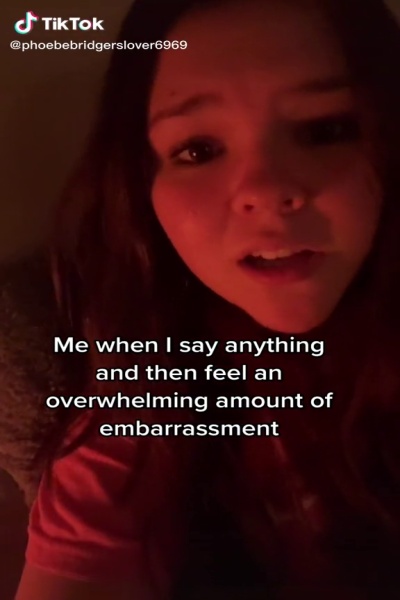 TikTok
@phoebebridgerslover6969
Me when I say anything
and then feel an
overwhelming amount of
embarrassment